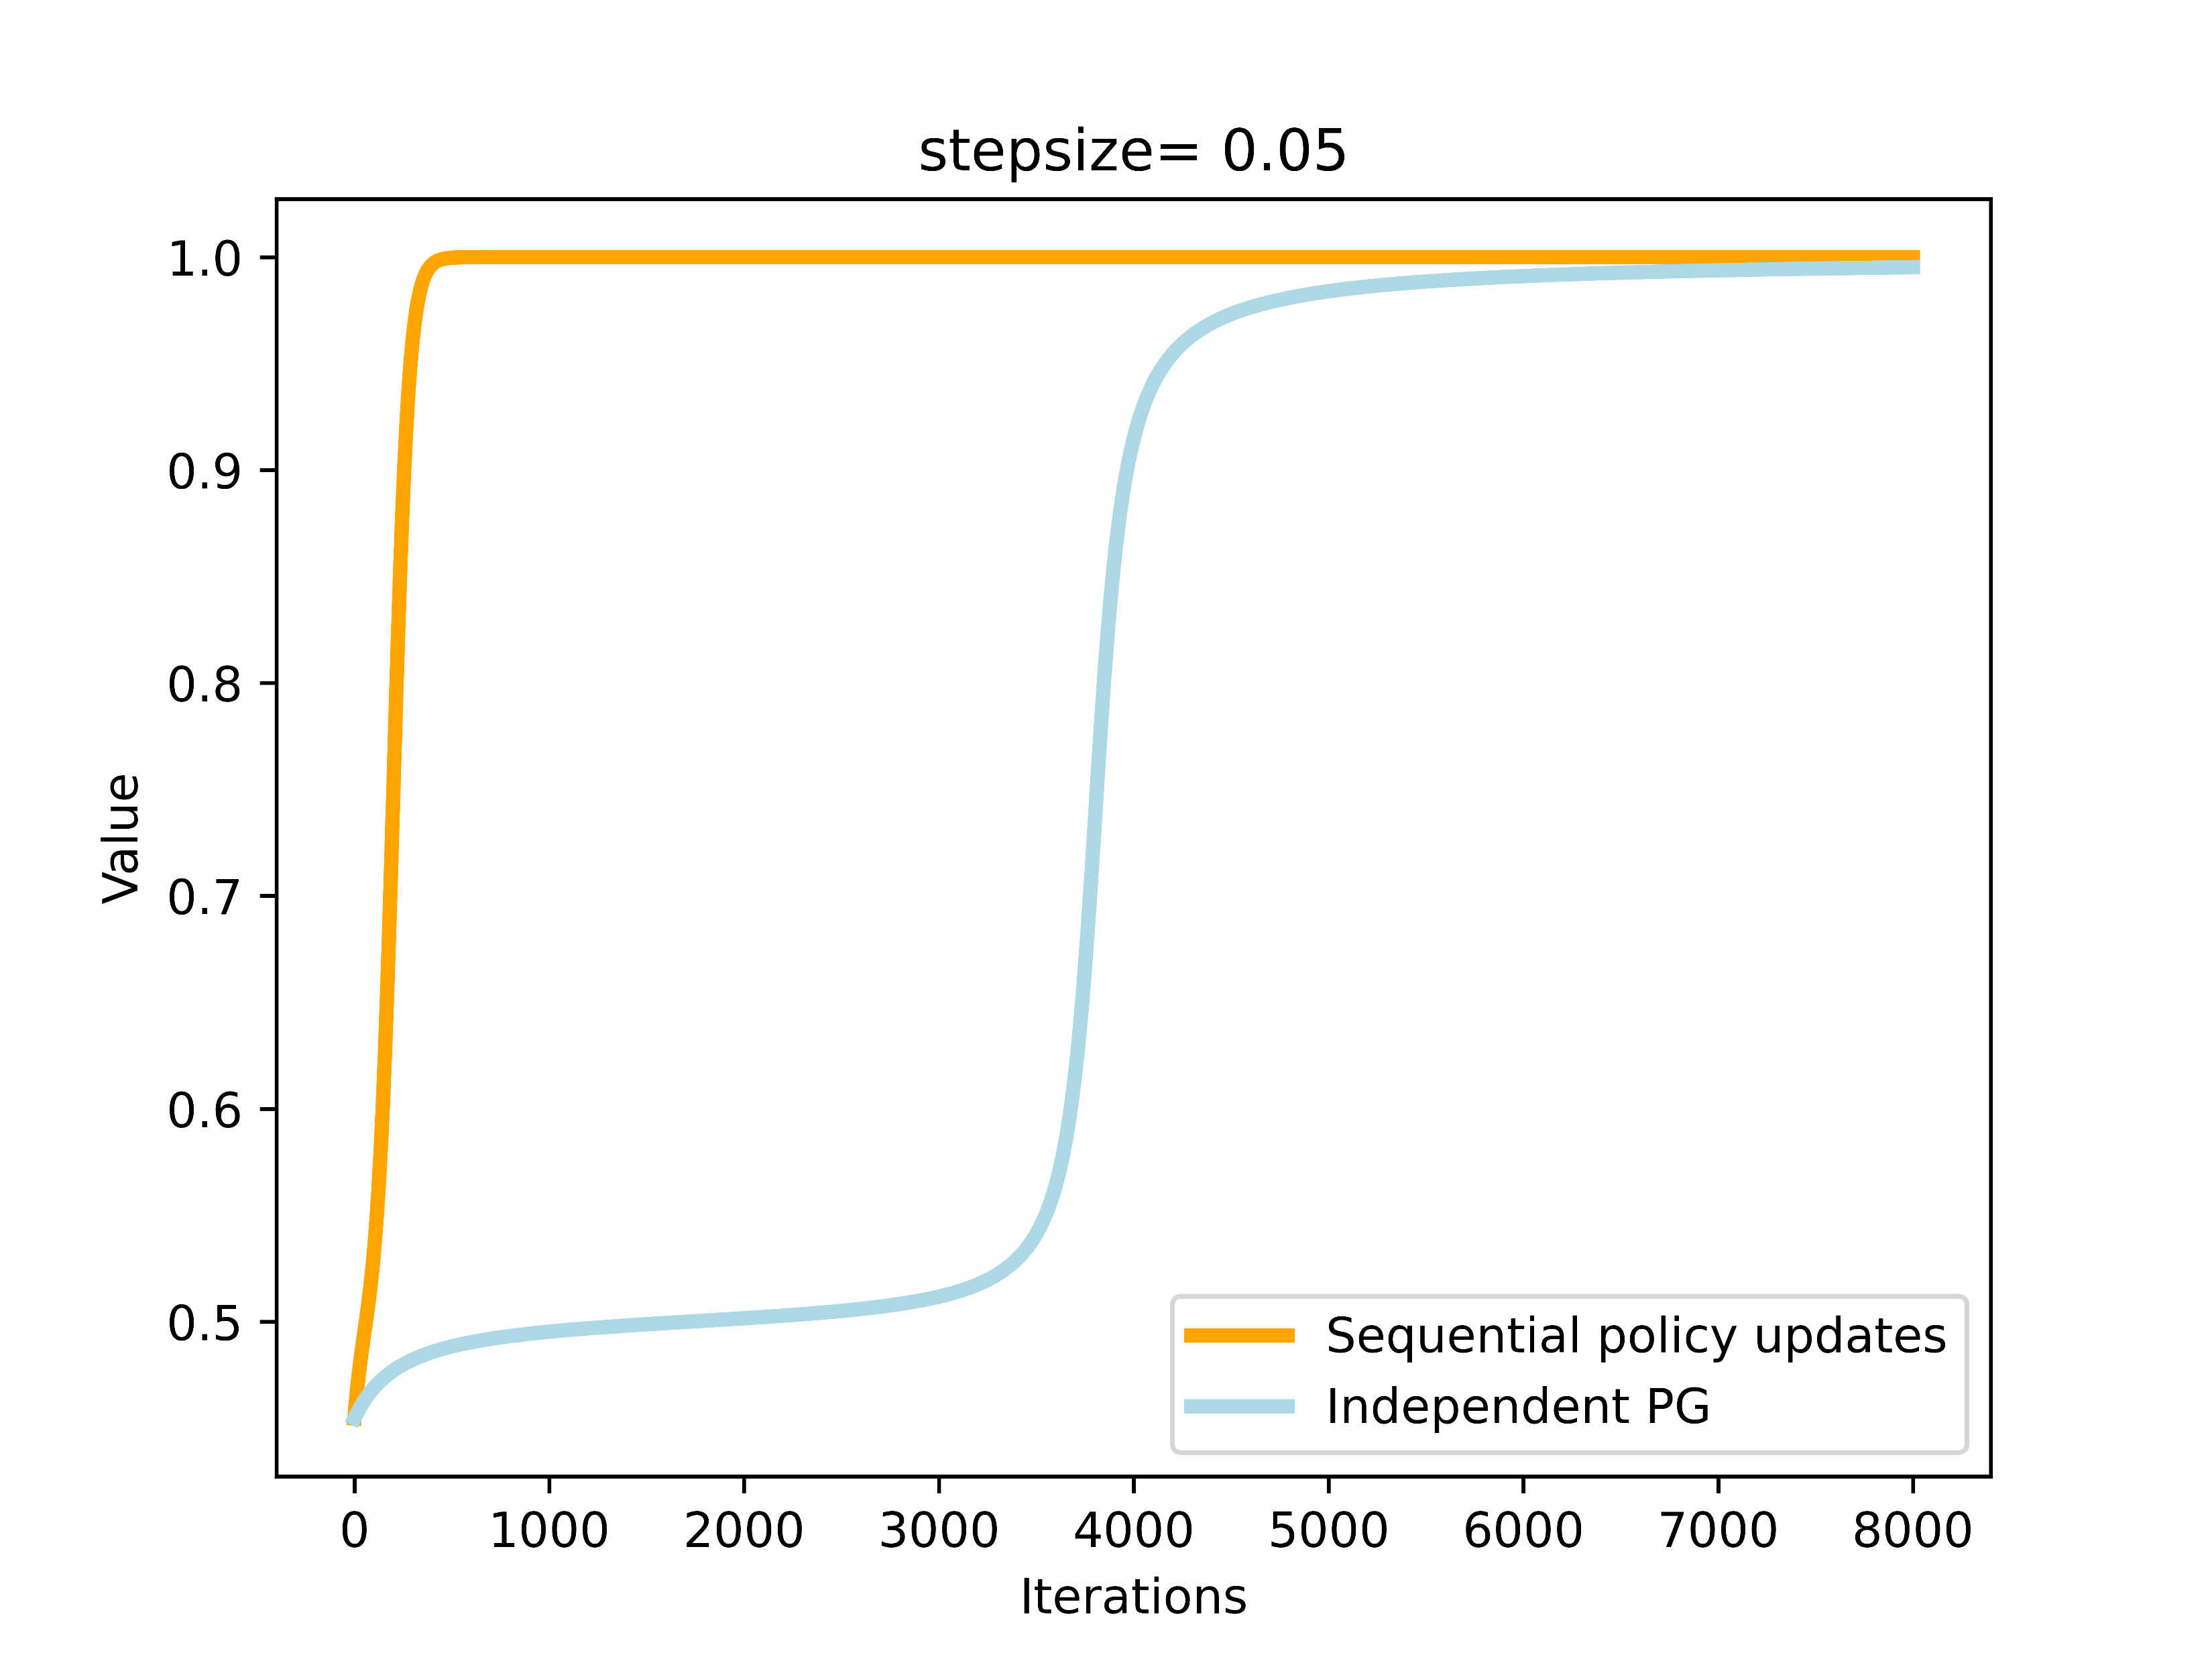 stepsize= 0.05
1.0
0.9
0.8
0.7
0.6
0.5
Value
Sequential policy updates
Independent PG
0 1000 2000 3000 4000 5000 6000 7000 8000
Iterations